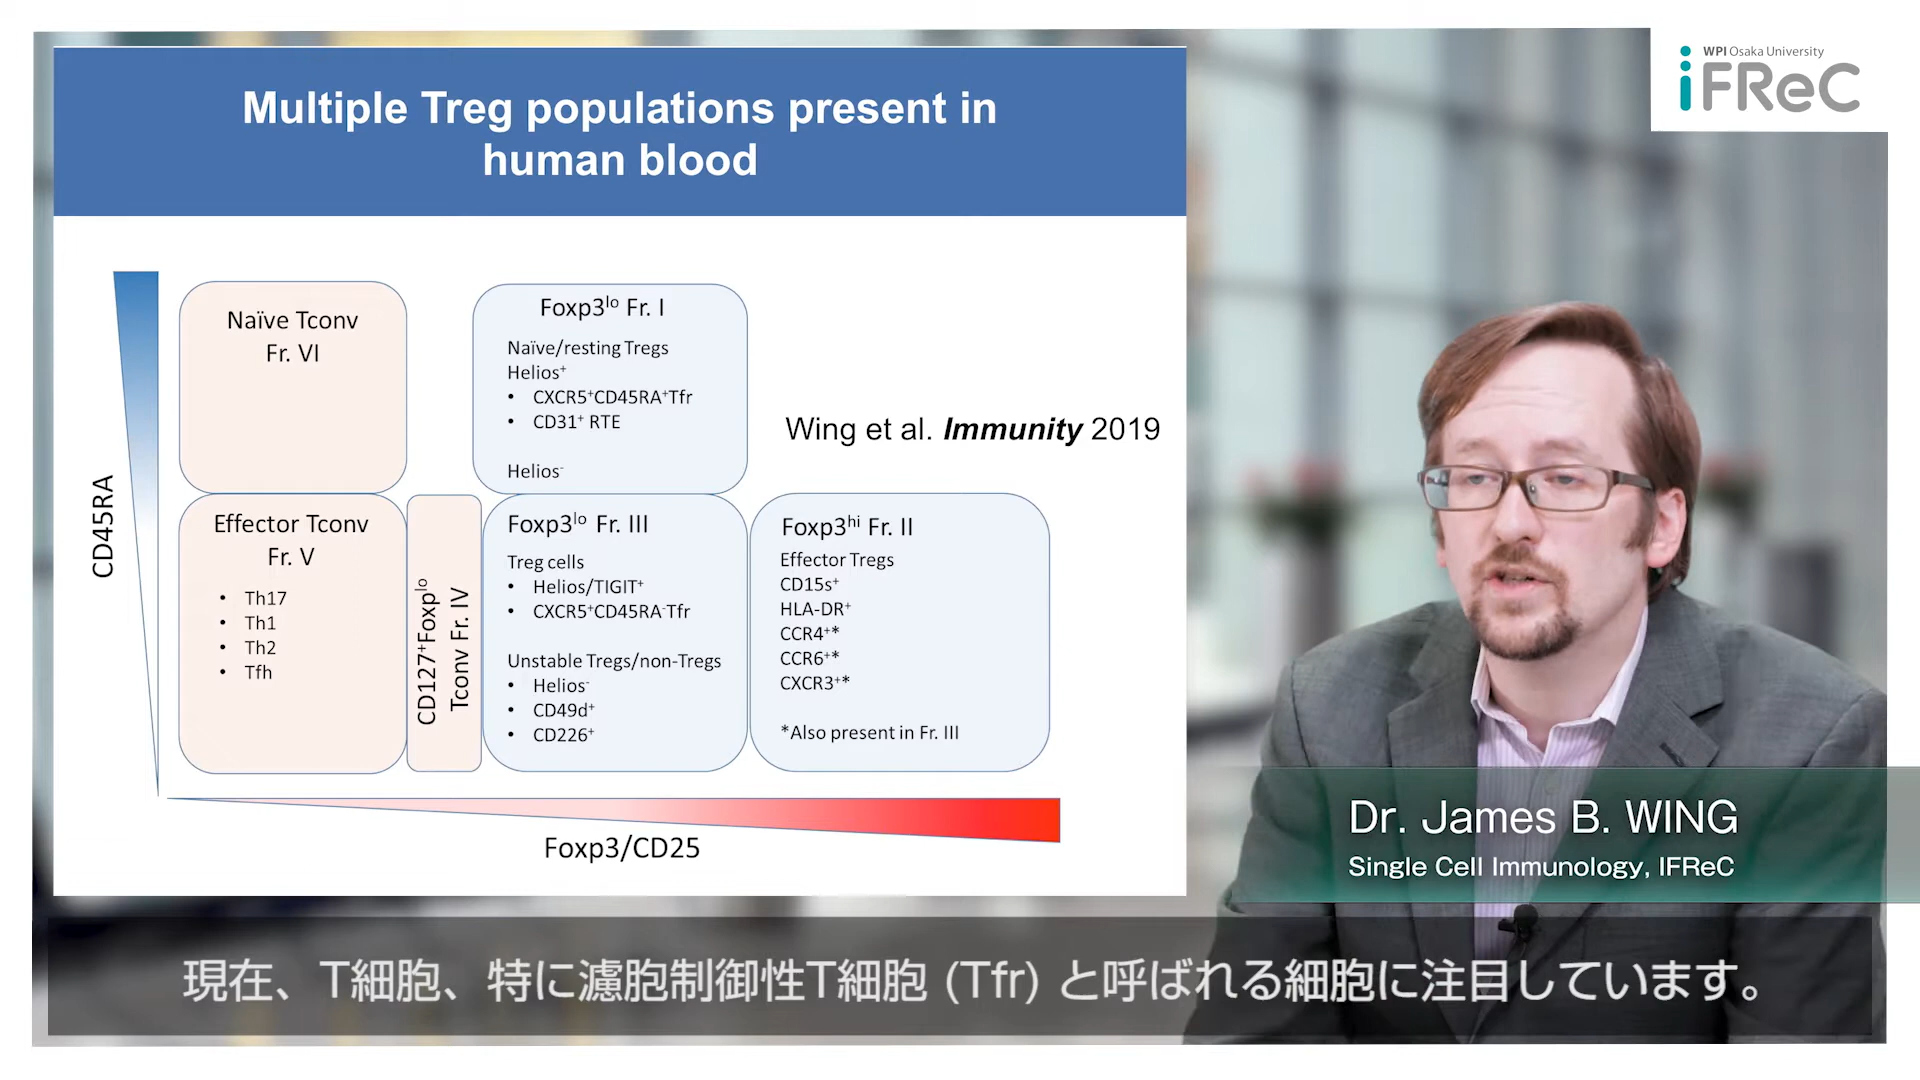 WPI Osaka University
iFReC
Multiple Treg populations present in
human blood
CD45RA
Naïve Tconv
Fr. VI
Foxp3lo Fr. I
Naïve/resting Tregs
Helios+
• CXCR5+CD45RA+Tfr
• CD31+ RTE
Helios-
Wing et al. Immunity 2019
Effector Tconv
Fr. V
• Th17
• Th1
• Th2
• Tfh
CD127+Foxplo
Tconv Fr. IV
Foxp3lo Fr. III
Treg cells
• Helios/TIGIT+
• CXCR5+CD45RA-Tfr
Unstable Tregs/non-Tregs
• Helios-
• CD49d+
• CD226+
Foxp3hi Fr. II
Effector Tregs
CD15s+
HLA-DR+
CCR4+*
CCR6+*
CXCR3+*
*Also present in Fr. III
Foxp3/CD25
Dr. James B. WING
Single Cell Immunology, IFReC
現在、T細胞、特に濾胞制御性T細胞 (Tfr) と呼ばれる細胞に注目しています。